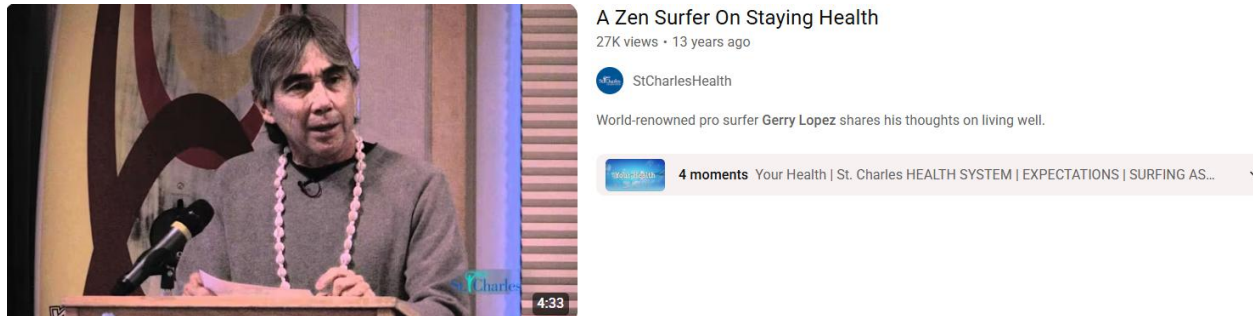 A Zen Surfer On Staying Health
27K views • 13 years ago
StCharlesHealth
World-renowned pro surfer Gerry Lopez shares his thoughts on living well.
4 moments Your Health | St. Charles HEALTH SYSTEM | EXPECTATIONS | SURFING AS...
St. Charles
4:33